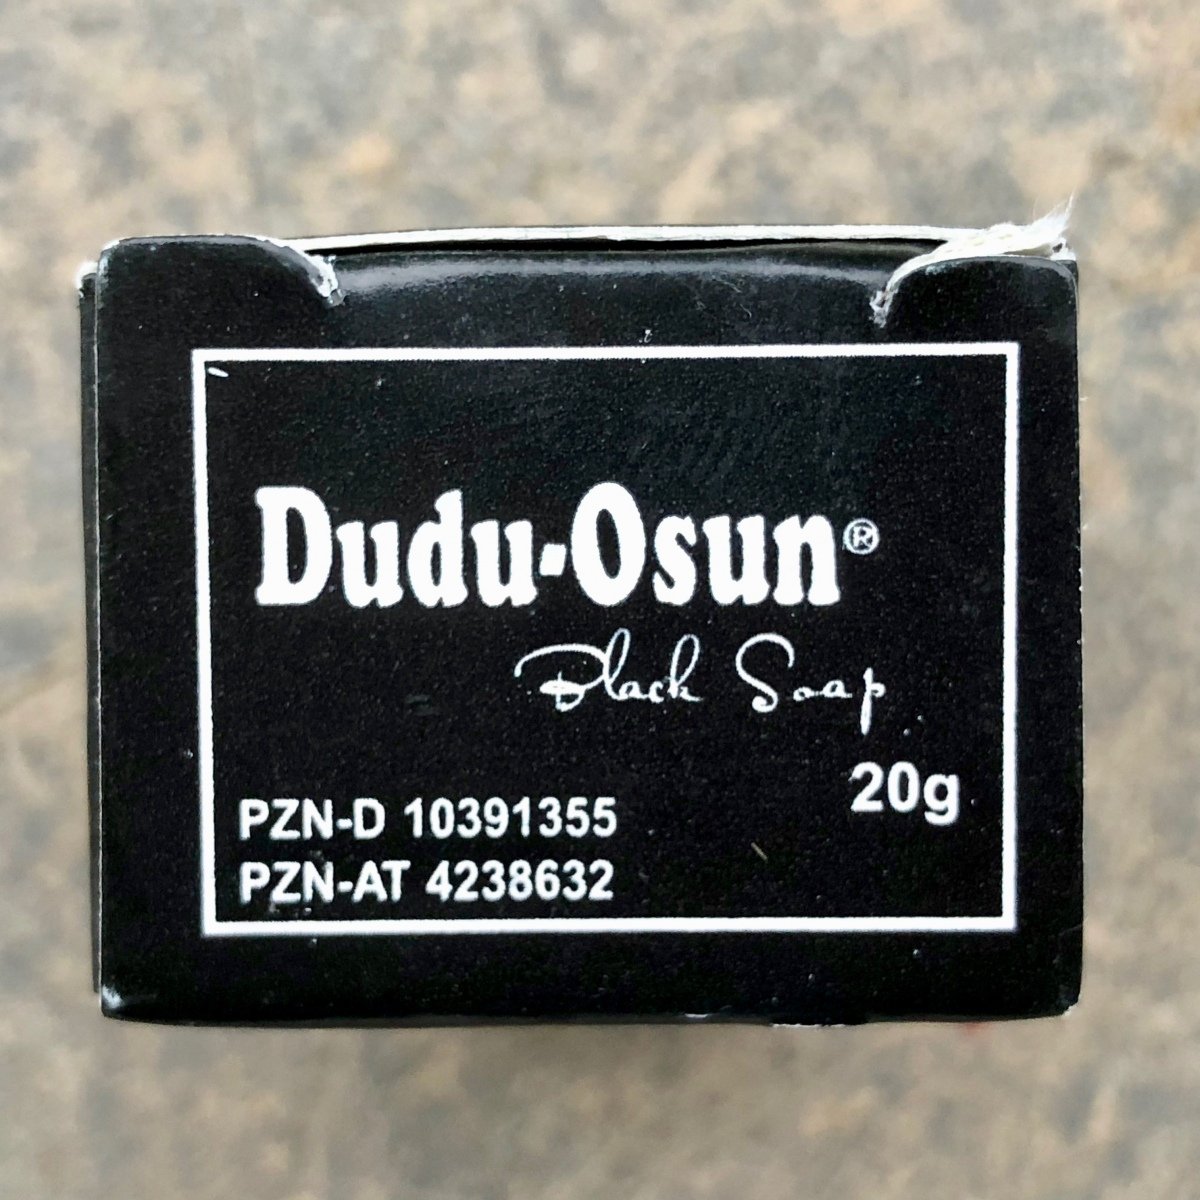 Dudu-Osun®
Black Soap
20g
PZN-D 10391355
PZN-AT 4238632